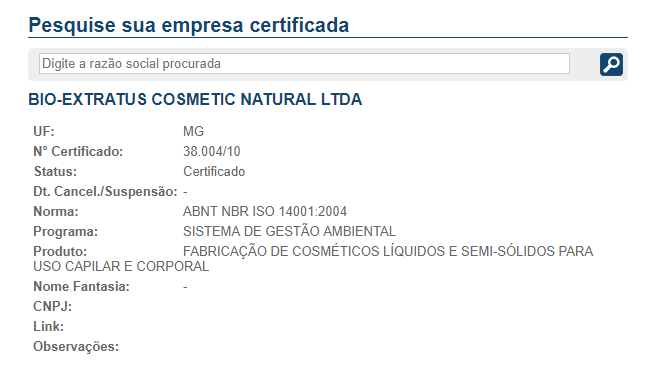 Pesquise sua empresa certificada
Digite a razão social procurada
BIO-EXTRATUS COSMETIC NATURAL LTDA
UF: MG
N° Certificado: 38.004/10
Status: Certificado
Dt. Cancel./Suspensão: -
Norma: ABNT NBR ISO 14001:2004
Programa: SISTEMA DE GESTÃO AMBIENTAL
Produto: FABRICAÇÃO DE COSMÉTICOS LÍQUIDOS E SEMI-SÓLIDOS PARA
USO CAPILAR E CORPORAL
Nome Fantasia: -
CNPJ:
Link:
Observações: